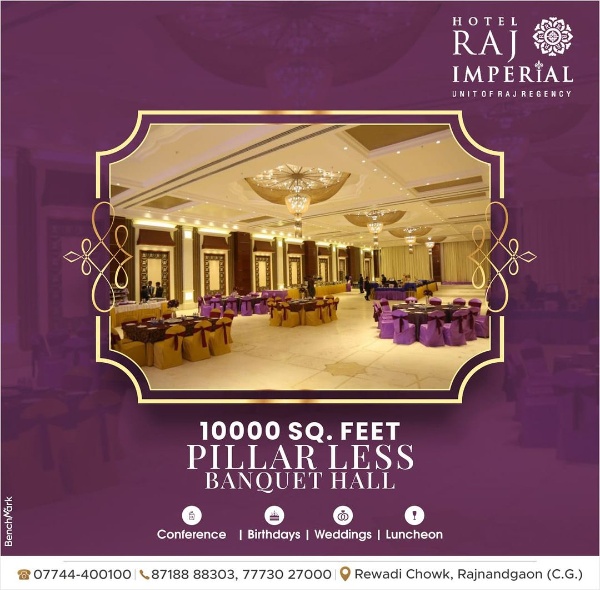 HOTEL
RAJ
IMPERIAL
UNIT OF RAJ REGENCY
10000 SQ. FEET
PILLAR LESS
BANQUET HALL
Conference | Birthdays | Weddings | Luncheon
BenchMark
07744-400100 | 87188 88303, 77730 27000 | Rewadi Chowk, Rajnandgaon (C.G.)